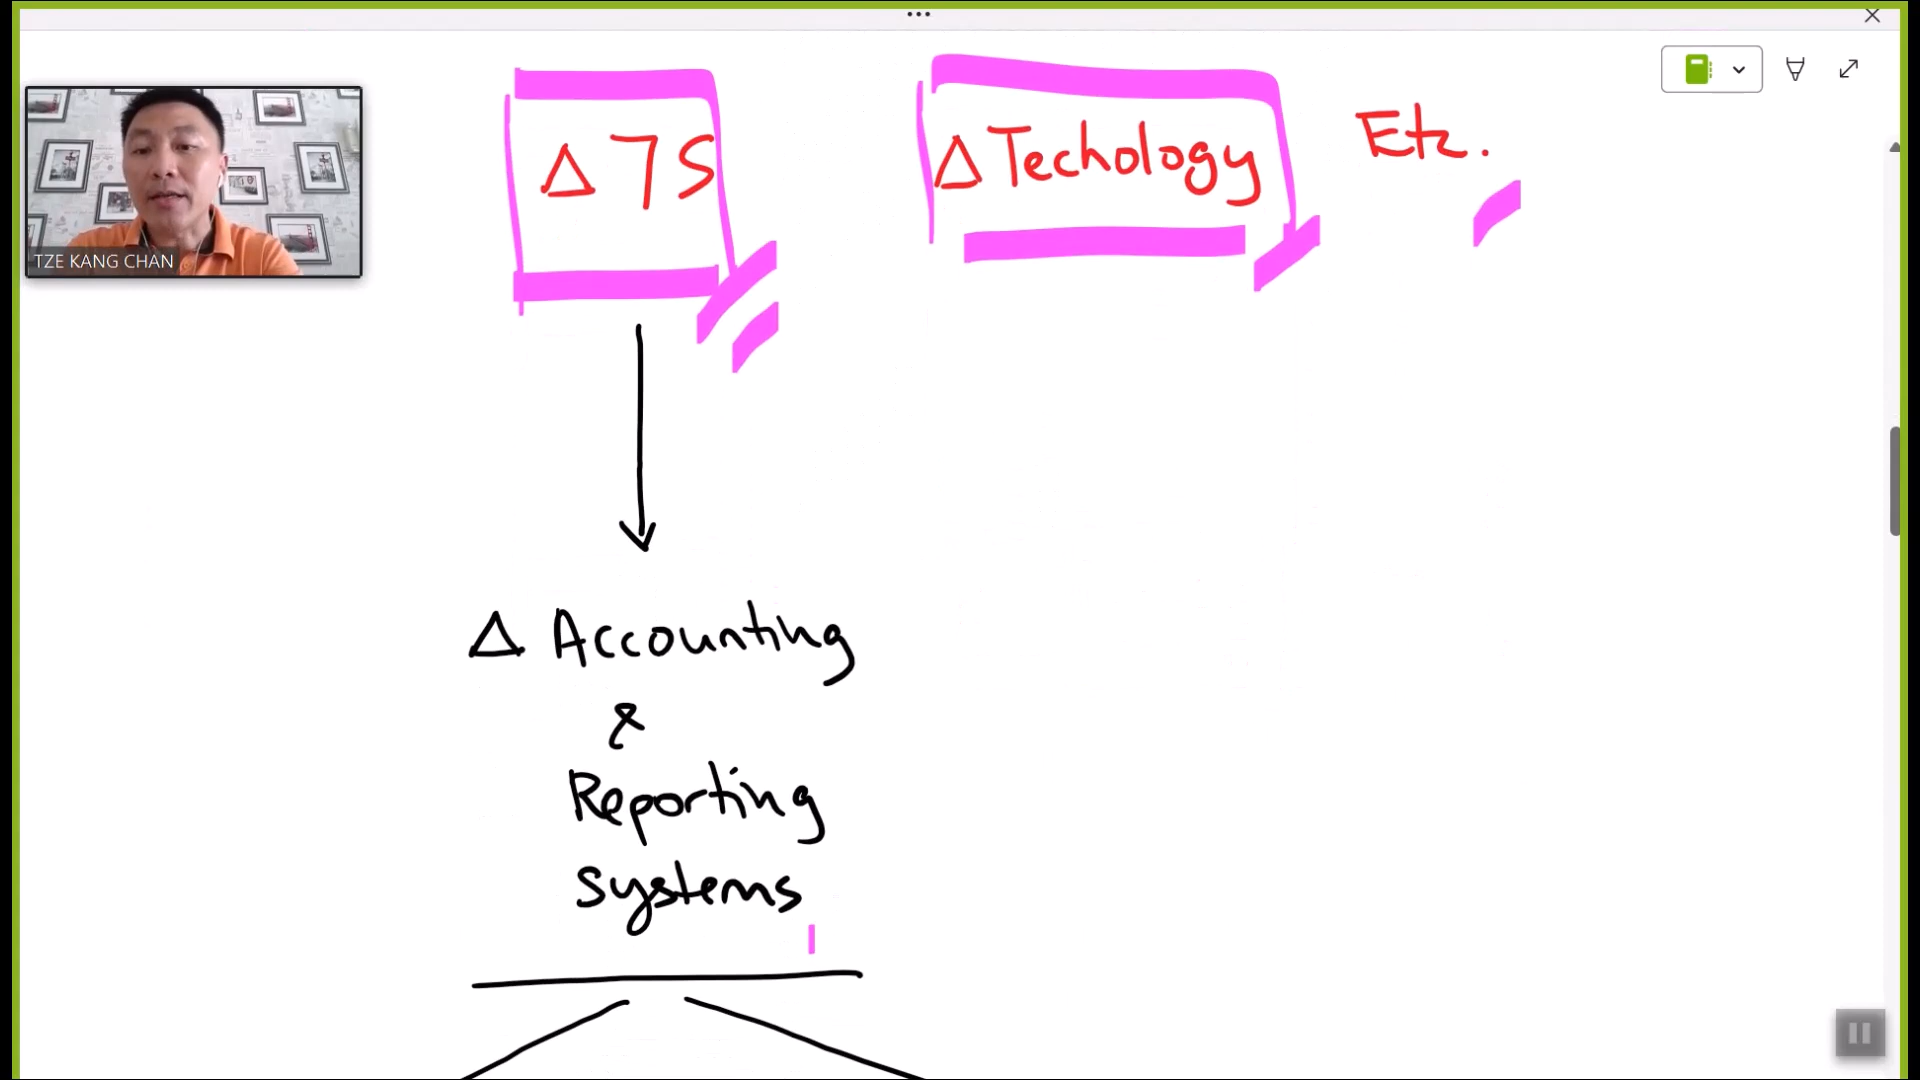 Δ 7S
Δ Techology
Etc.
TZE KANG CHAN
Δ Accounting
&
Reporting
systems